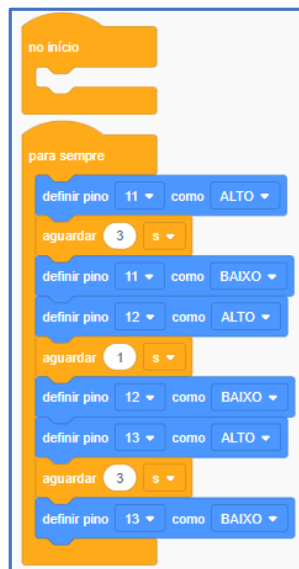 no início
para sempre
definir pino 11 como ALTO
aguardar 3 s
definir pino 11 como BAIXO
definir pino 12 como ALTO
aguardar 1 s
definir pino 12 como BAIXO
definir pino 13 como ALTO
aguardar 3 s
definir pino 13 como BAIXO